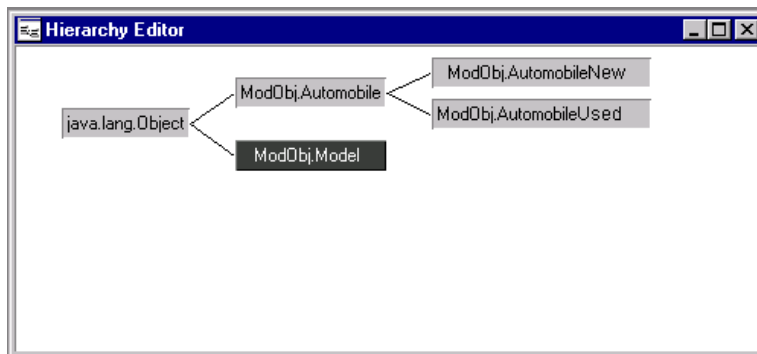 Hierarchy Editor
ModObj.AutomobileNew
ModObj.Automobile
ModObj.AutomobileUsed
java.lang.Object
ModObj.Model